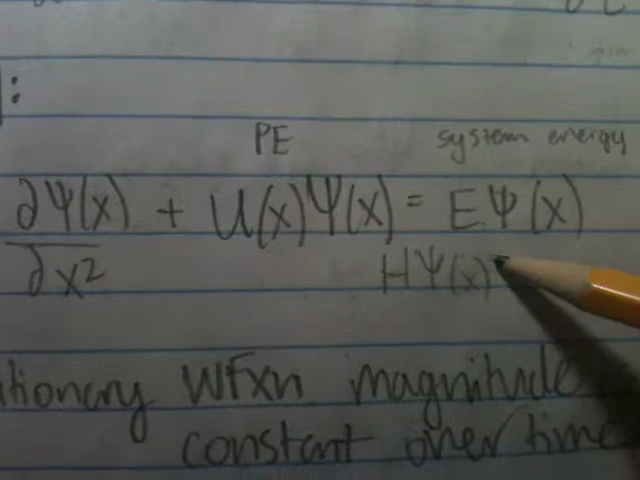 :
PE system energy
∂Ψ(x) + U(x)Ψ(x) = EΨ(x)
∂x²
HΨ(x)
tionary WFxn magnitude
constant over time